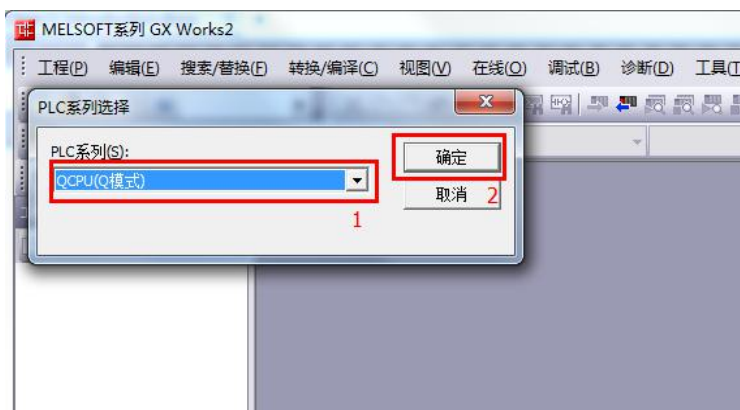 MELSOFT系列 GX Works2
工程(P) 编辑(E) 搜索/替换(F) 转换/编译(C) 视图(V) 在线(O) 调试(B) 诊断(D) 工具(T
PLC系列选择
PLC系列(S):
确定
QCPU(Q模式)
取消
1
2